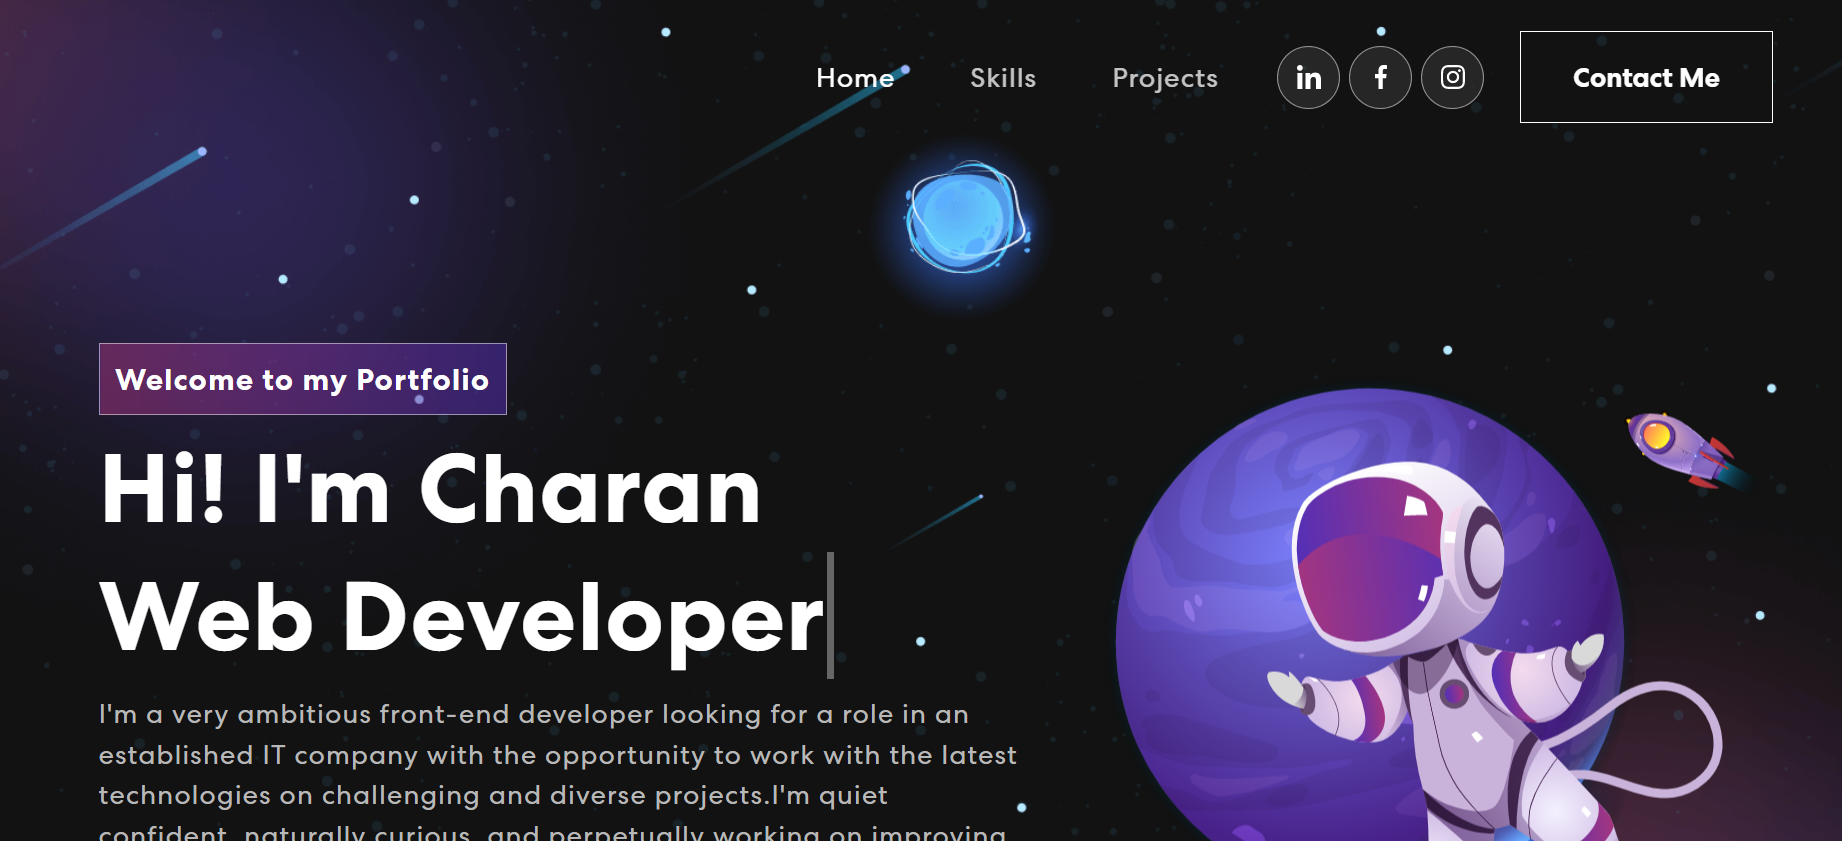 Home Skills Projects in f Contact Me
Welcome to my Portfolio
Hi! I'm Charan
Web Developer
I'm a very ambitious front-end developer looking for a role in an
established IT company with the opportunity to work with the latest
technologies on challenging and diverse projects.I'm quiet
confident, naturally curious, and perpetually working on improving